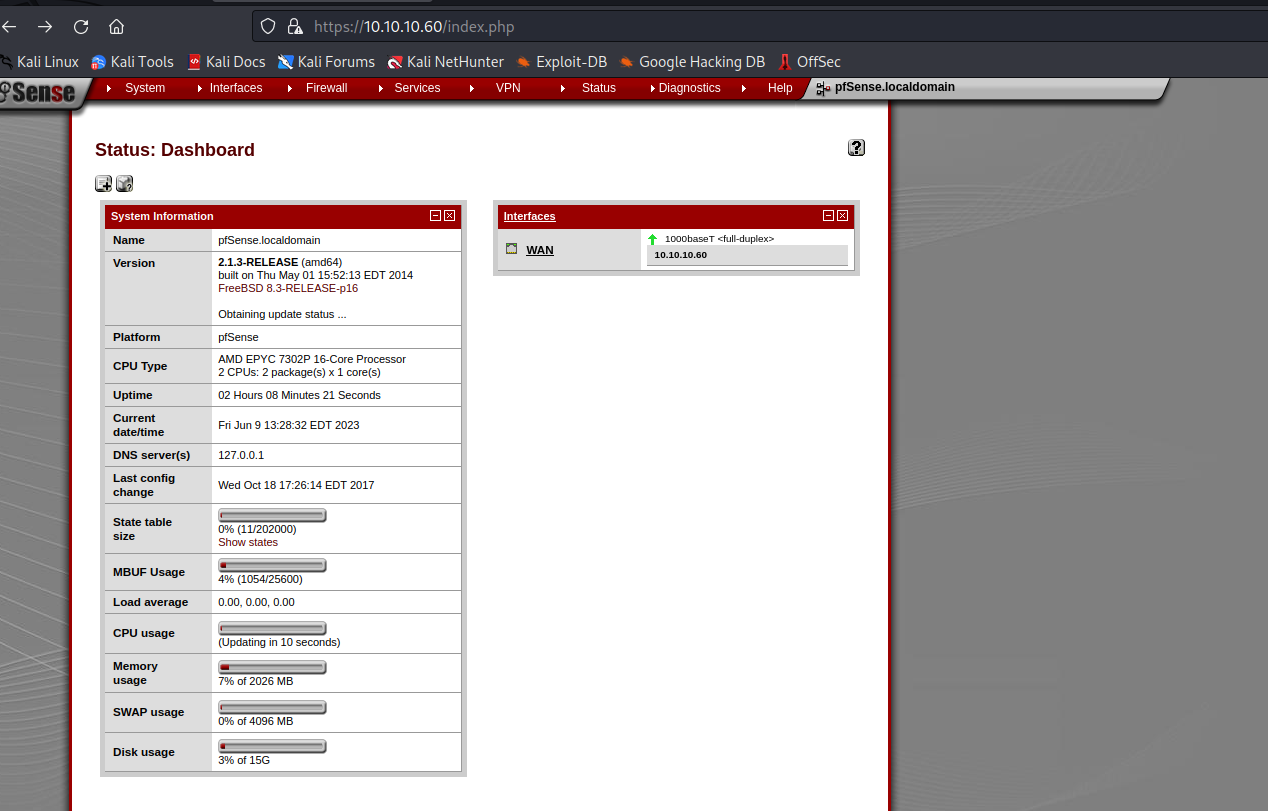 https://10.10.10.60/index.php
Kali Linux Kali Tools Kali Docs Kali Forums Kali NetHunter Exploit-DB Google Hacking DB OffSec
Sense System Interfaces Firewall Services VPN Status Diagnostics Help pfSense.localdomain
Status: Dashboard
System Information
Name pfSense.localdomain
Version 2.1.3-RELEASE (amd64)
built on Thu May 01 15:52:13 EDT 2014
FreeBSD 8.3-RELEASE-p16
Obtaining update status ...
Platform pfSense
CPU Type AMD EPYC 7302P 16-Core Processor
2 CPUs: 2 package(s) x 1 core(s)
Uptime 02 Hours 08 Minutes 21 Seconds
Current
date/time Fri Jun 9 13:28:32 EDT 2023
DNS server(s) 127.0.0.1
Last config
change Wed Oct 18 17:26:14 EDT 2017
State table
size 0% (11/202000)
Show states
MBUF Usage 4% (1054/25600)
Load average 0.00, 0.00, 0.00
CPU usage (Updating in 10 seconds)
Memory
usage 7% of 2026 MB
SWAP usage 0% of 4096 MB
Disk usage 3% of 15G
Interfaces
WAN 1000baseT <full-duplex>
10.10.10.60